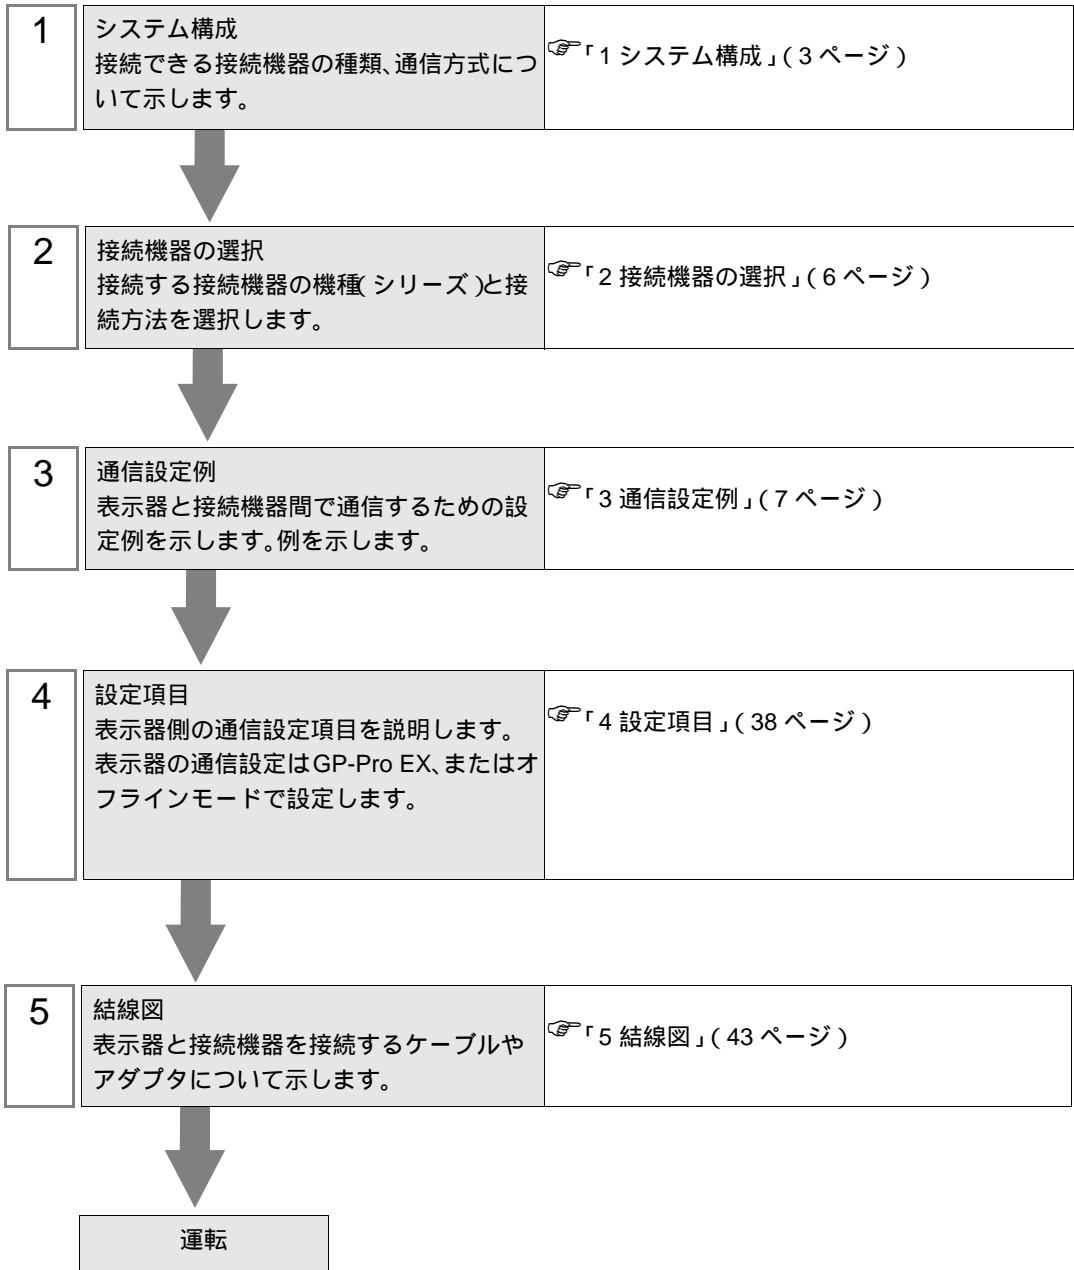 1
システム構成
接続できる接続機器の種類、通信方式につ
いて示します。
☞「1 システム構成」( 3 ページ )
2
接続機器の選択
接続する接続機器の機種( シリーズ )と接
続方法を選択します。
☞「2 接続機器の選択」( 6 ページ )
3
通信設定例
表示器と接続機器間で通信するための設
定例を示します。例を示します。
☞「3 通信設定例」( 7 ページ )
4
設定項目
表示器側の通信設定項目を説明します。
表示器の通信設定はGP-Pro EX、またはオ
フラインモードで設定します。
☞「4 設定項目」( 38 ページ )
5
結線図
表示器と接続機器を接続するケーブルや
アダプタについて示します。
☞「5 結線図」( 43 ページ )
運転